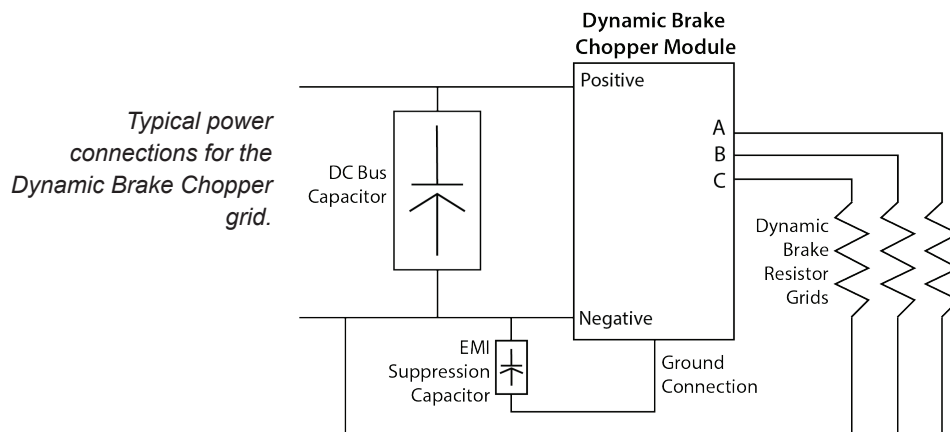 Dynamic Brake
Chopper Module
Typical power
connections for the
Dynamic Brake Chopper
grid.
Positive
DC Bus
Capacitor
A
B
C
Dynamic
Brake
Resistor
Grids
Negative
EMI
Suppression
Capacitor
Ground
Connection